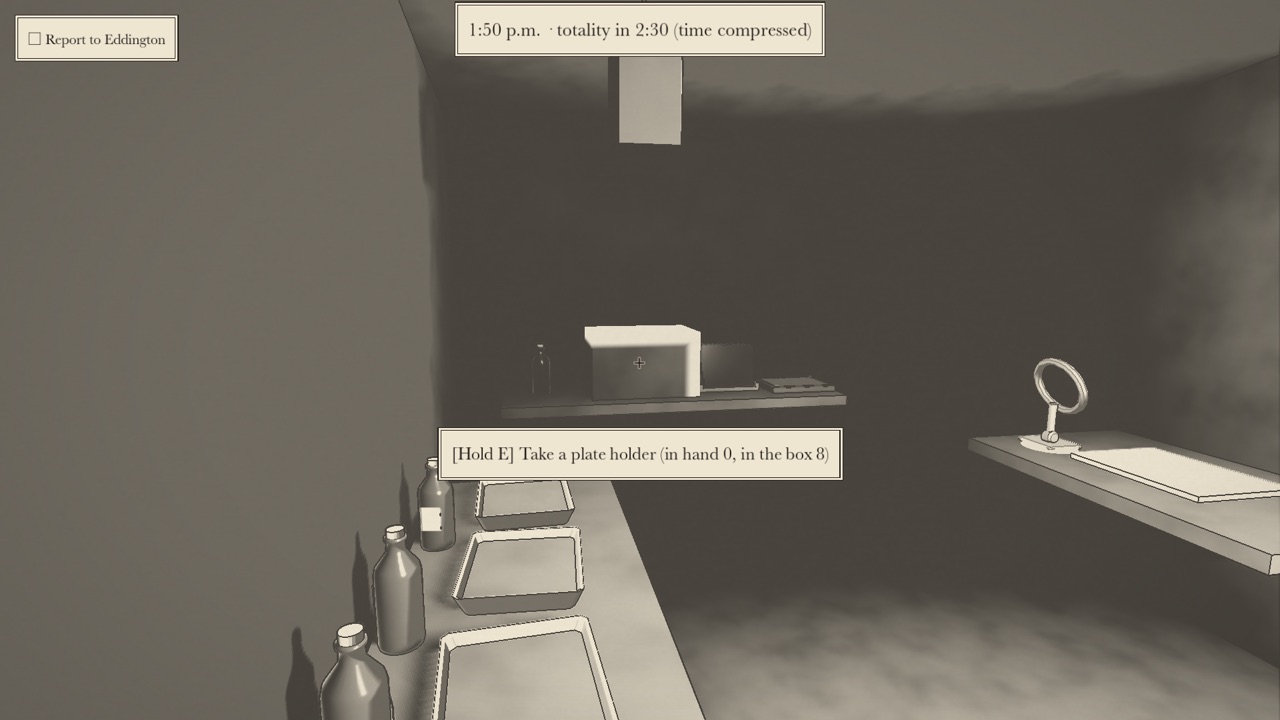 ☐ Report to Eddington
1:50 p.m. · totality in 2:30 (time compressed)
[Hold E] Take a plate holder (in hand 0, in the box 8)